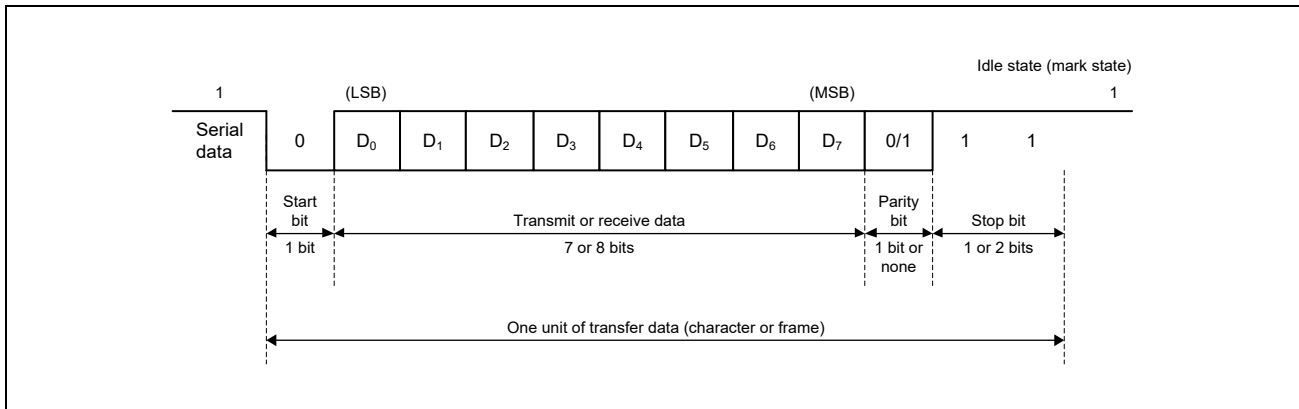 Idle state (mark state)
1 (LSB) (MSB) 1
Serial
data
0 D₀ D₁ D₂ D₃ D₄ D₅ D₆ D₇ 0/1 1 1
Start
bit
1 bit
Transmit or receive data
7 or 8 bits
Parity
bit
1 bit or
none
Stop bit
1 or 2 bits
One unit of transfer data (character or frame)